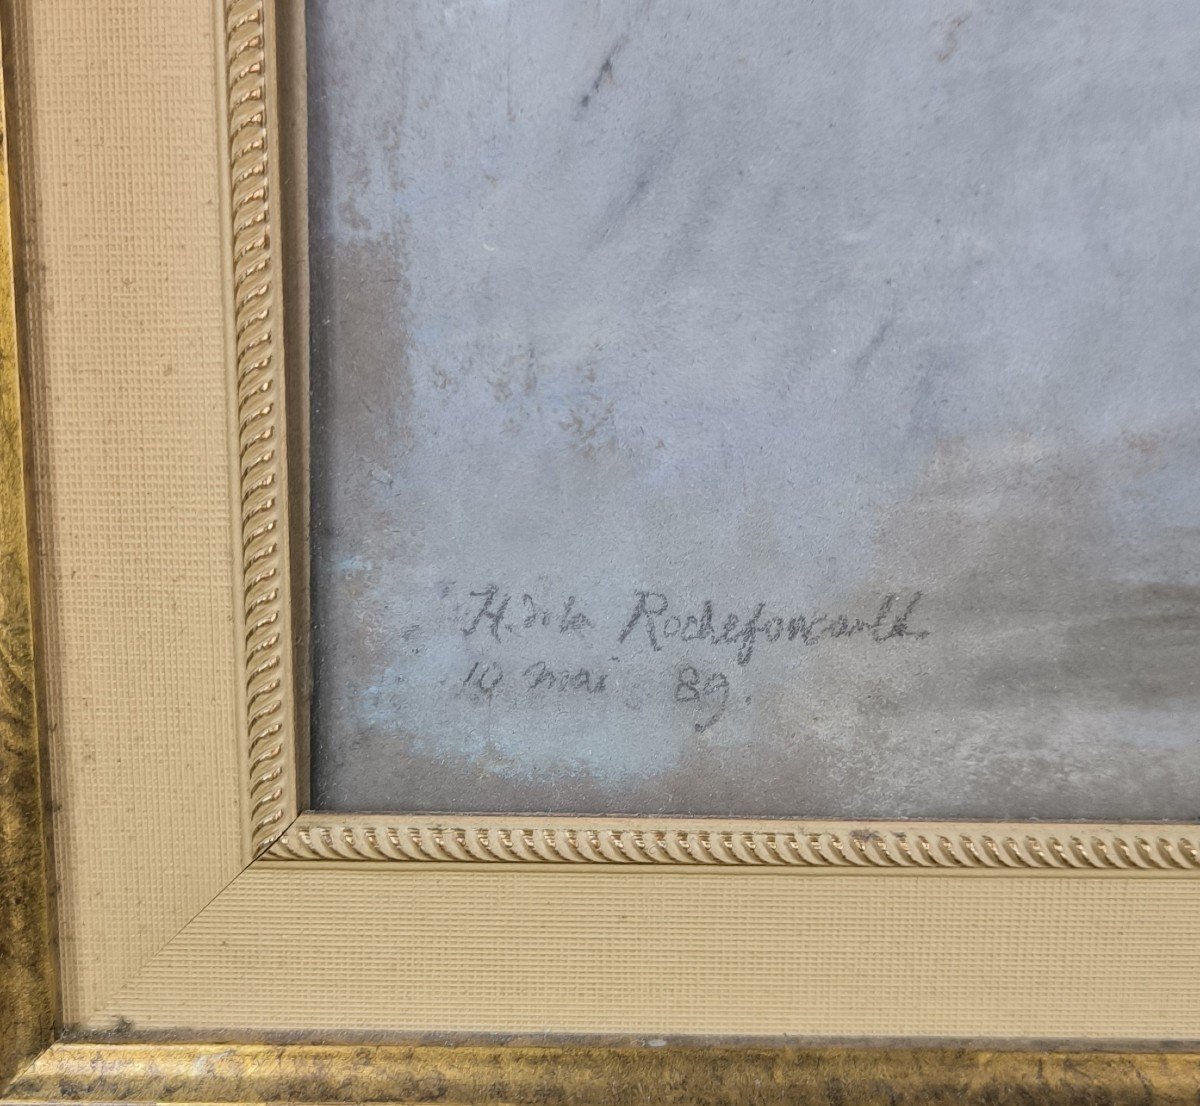 H. de la Rochefoucauld.
10 mai 89.